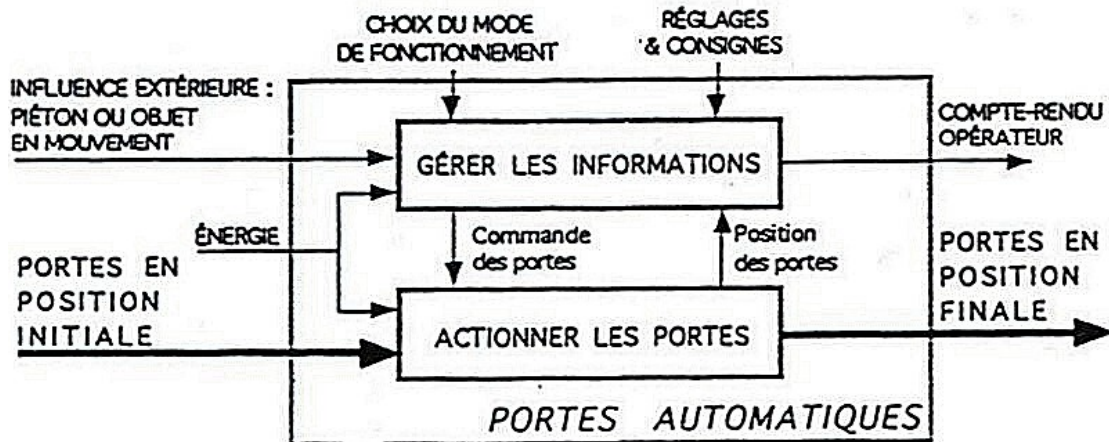 CHOIX DU MODE
DE FONCTIONNEMENT
RÉGLAGES
& CONSIGNES
INFLUENCE EXTÉRIEURE :
PIÉTON OU OBJET
EN MOUVEMENT
COMPTE-RENDU
OPÉRATEUR
GÉRER LES INFORMATIONS
ÉNERGIE
Commande
des portes
Position
des portes
PORTES EN
POSITION
INITIALE
PORTES EN
POSITION
FINALE
ACTIONNER LES PORTES
PORTES AUTOMATIQUES